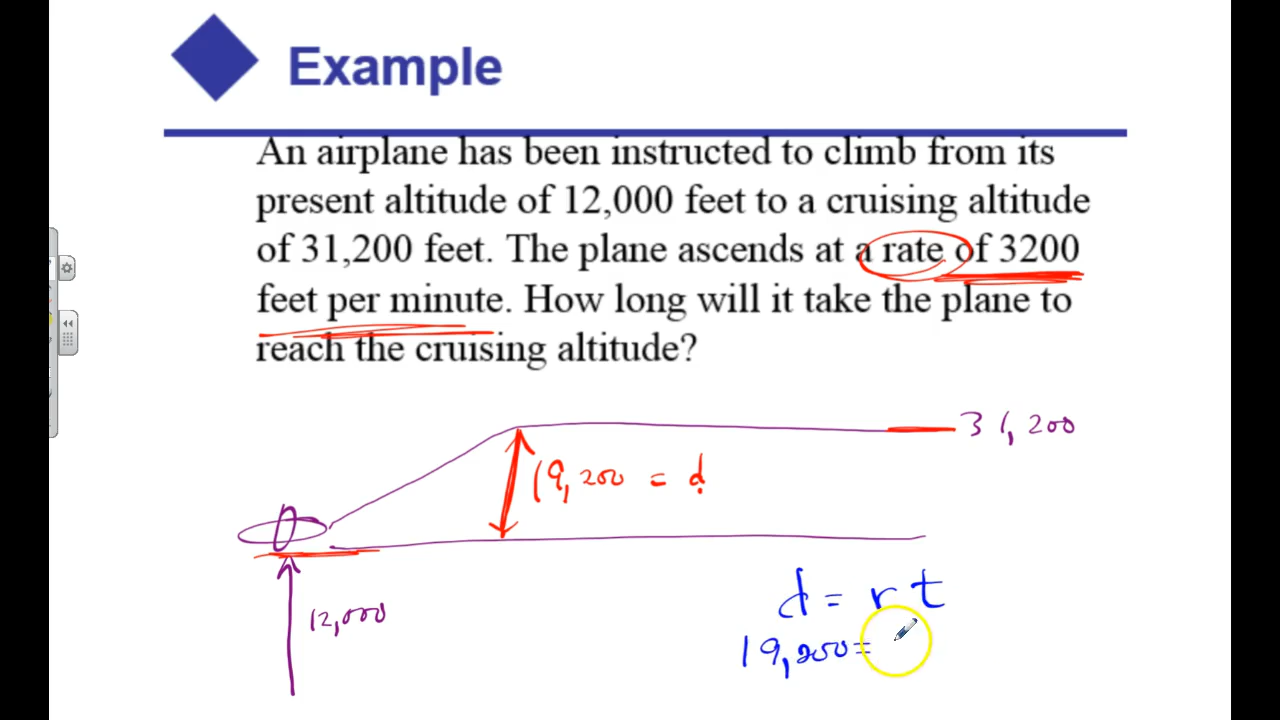 Example
An airplane has been instructed to climb from its
present altitude of 12,000 feet to a cruising altitude
of 31,200 feet. The plane ascends at a rate of 3200
feet per minute. How long will it take the plane to
reach the cruising altitude?
31,200
19,200 = d
12,000
d = r t
19,200 =